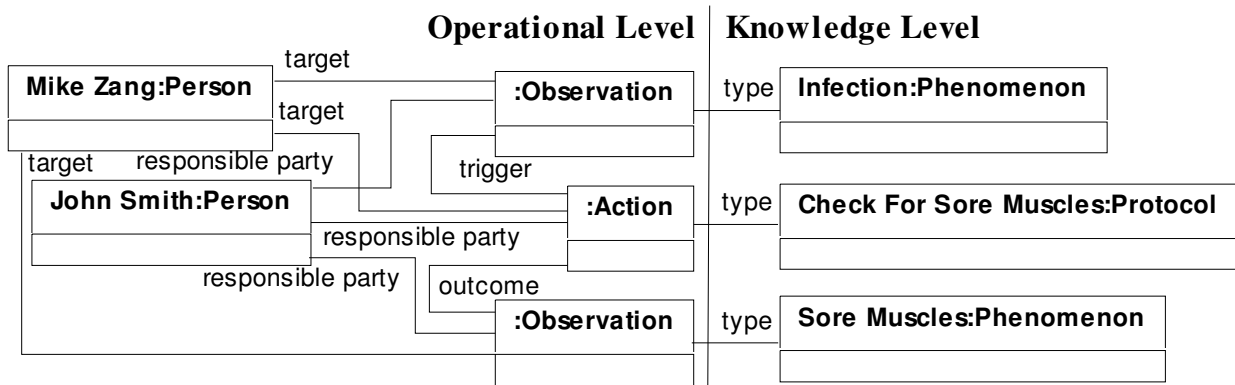 Operational Level
Knowledge Level
target
Mike Zang:Person
:Observation
type
Infection:Phenomenon
target
target
responsible party
trigger
John Smith:Person
:Action
type
Check For Sore Muscles:Protocol
responsible party
responsible party
outcome
:Observation
type
Sore Muscles:Phenomenon